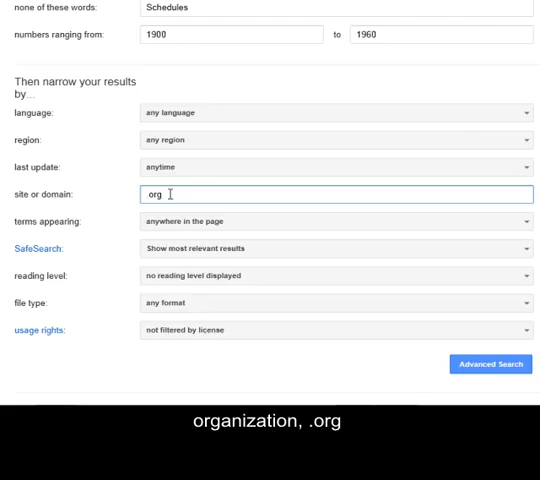 none of these words: Schedules
numbers ranging from: 1900 to 1960
Then narrow your results
by...
language: any language
region: any region
last update: anytime
site or domain: .org
terms appearing: anywhere in the page
SafeSearch: Show most relevant results
reading level: no reading level displayed
file type: any format
usage rights: not filtered by license
Advanced Search
organization, .org